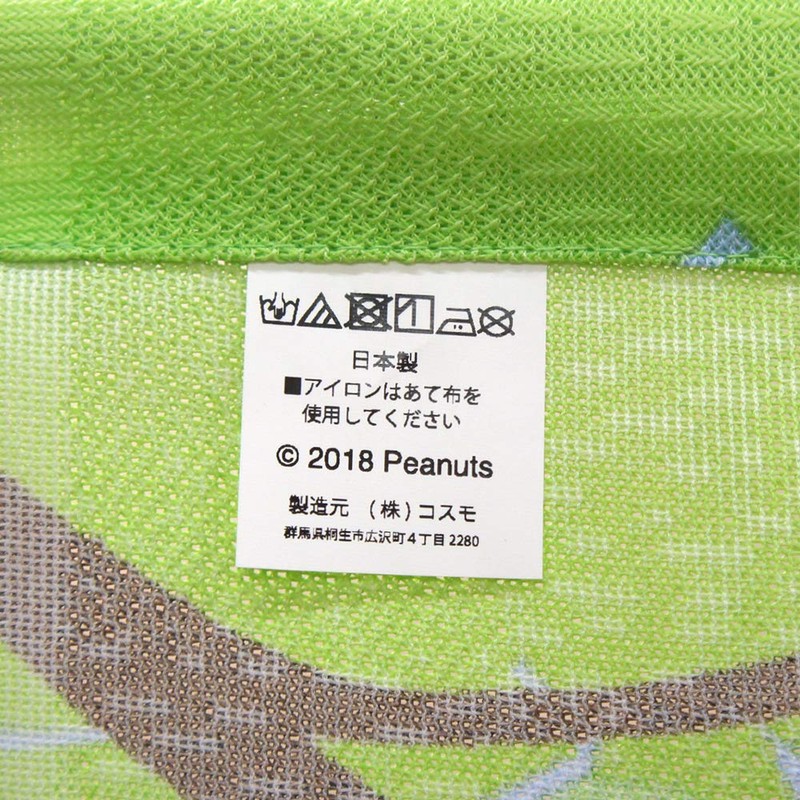 日本製
■アイロンはあて布を
使用してください
© 2018 Peanuts
製造元 (株)コスモ
群馬県桐生市広沢町4丁目2280